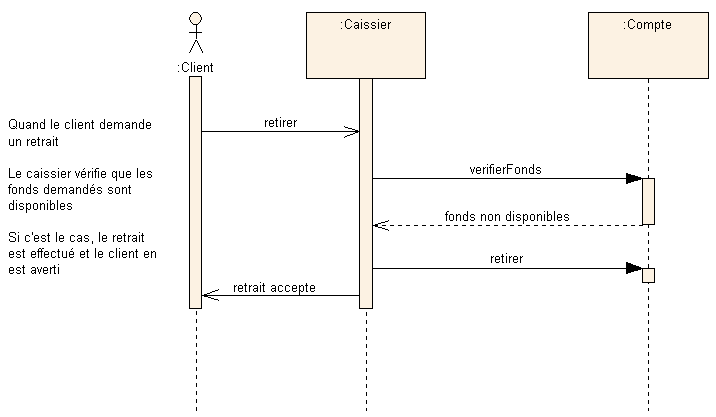 :Caissier
:Compte
:Client
Quand le client demande
un retrait
Le caissier vérifie que les
fonds demandés sont
disponibles
Si c'est le cas, le retrait
est effectué et le client en
est averti
retirer
verifierFonds
fonds non disponibles
retirer
retrait accepte